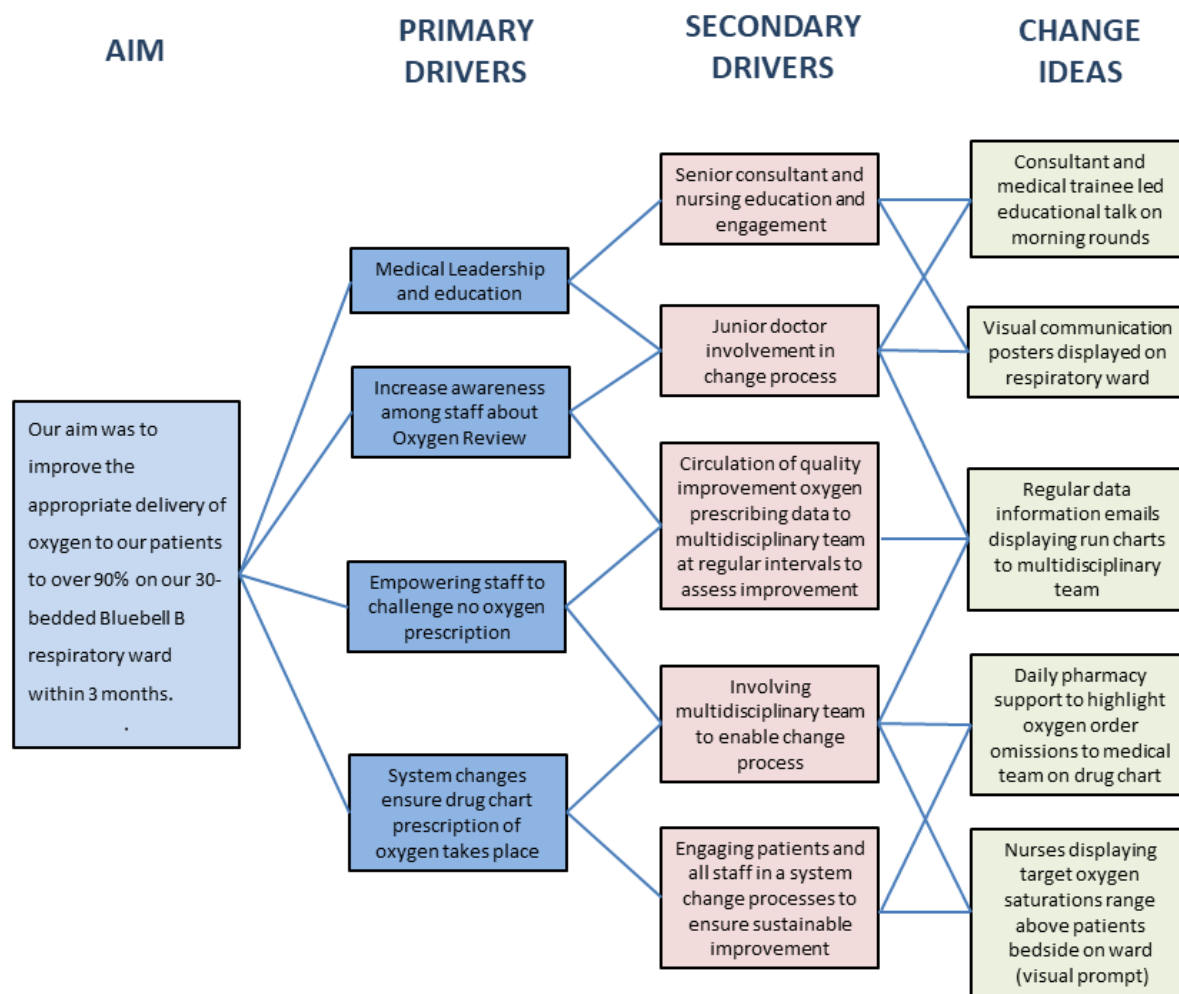 AIM
PRIMARY
DRIVERS
SECONDARY
DRIVERS
CHANGE
IDEAS
Our aim was to
improve the
appropriate delivery of
oxygen to our patients
to over 90% on our 30-
bedded Bluebell B
respiratory ward
within 3 months.
.
Medical Leadership
and education
Increase awareness
among staff about
Oxygen Review
Empowering staff to
challenge no oxygen
prescription
System changes
ensure drug chart
prescription of
oxygen takes place
Senior consultant and
nursing education and
engagement
Junior doctor
involvement in
change process
Circulation of quality
improvement oxygen
prescribing data to
multidisciplinary team
at regular intervals to
assess improvement
Involving
multidisciplinary team
to enable change
process
Engaging patients and
all staff in a system
change processes to
ensure sustainable
improvement
Consultant and
medical trainee led
educational talk on
morning rounds
Visual communication
posters displayed on
respiratory ward
Regular data
information emails
displaying run charts
to multidisciplinary
team
Daily pharmacy
support to highlight
oxygen order
omissions to medical
team on drug chart
Nurses displaying
target oxygen
saturations range
above patients
bedside on ward
(visual prompt)